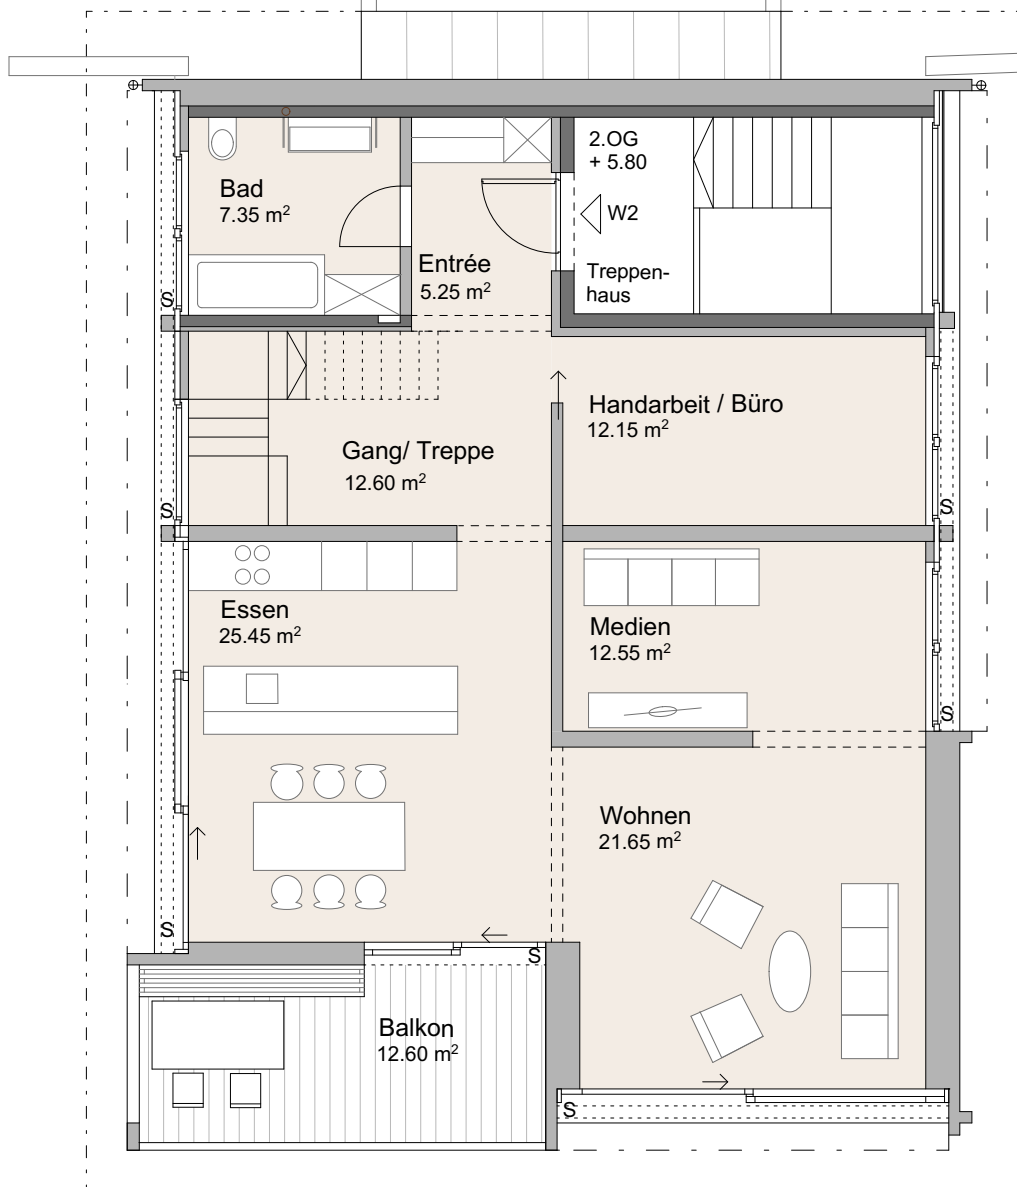 2.OG
+ 5.80
Bad
7.35 m²
W2
Entrée
5.25 m²
Treppen-
haus
S
Handarbeit / Büro
12.15 m²
Gang/ Treppe
12.60 m²
S
S
Essen
25.45 m²
Medien
12.55 m²
S
Wohnen
21.65 m²
S
S
Balkon
12.60 m²
S